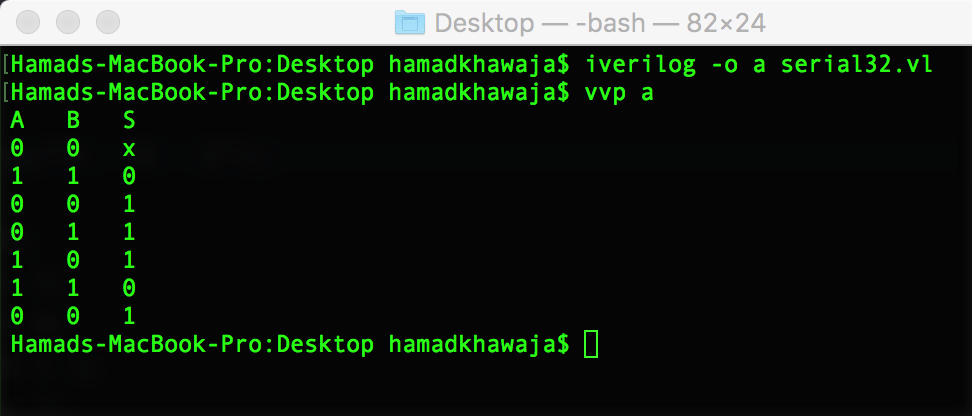 Desktop — -bash — 82×24
[Hamads-MacBook-Pro:Desktop hamadkhawaja$ iverilog -o a serial32.vl
[Hamads-MacBook-Pro:Desktop hamadkhawaja$ vvp a
A   B   S
0   0   x
1   1   0
0   0   1
0   1   1
1   0   1
1   1   0
0   0   1
Hamads-MacBook-Pro:Desktop hamadkhawaja$